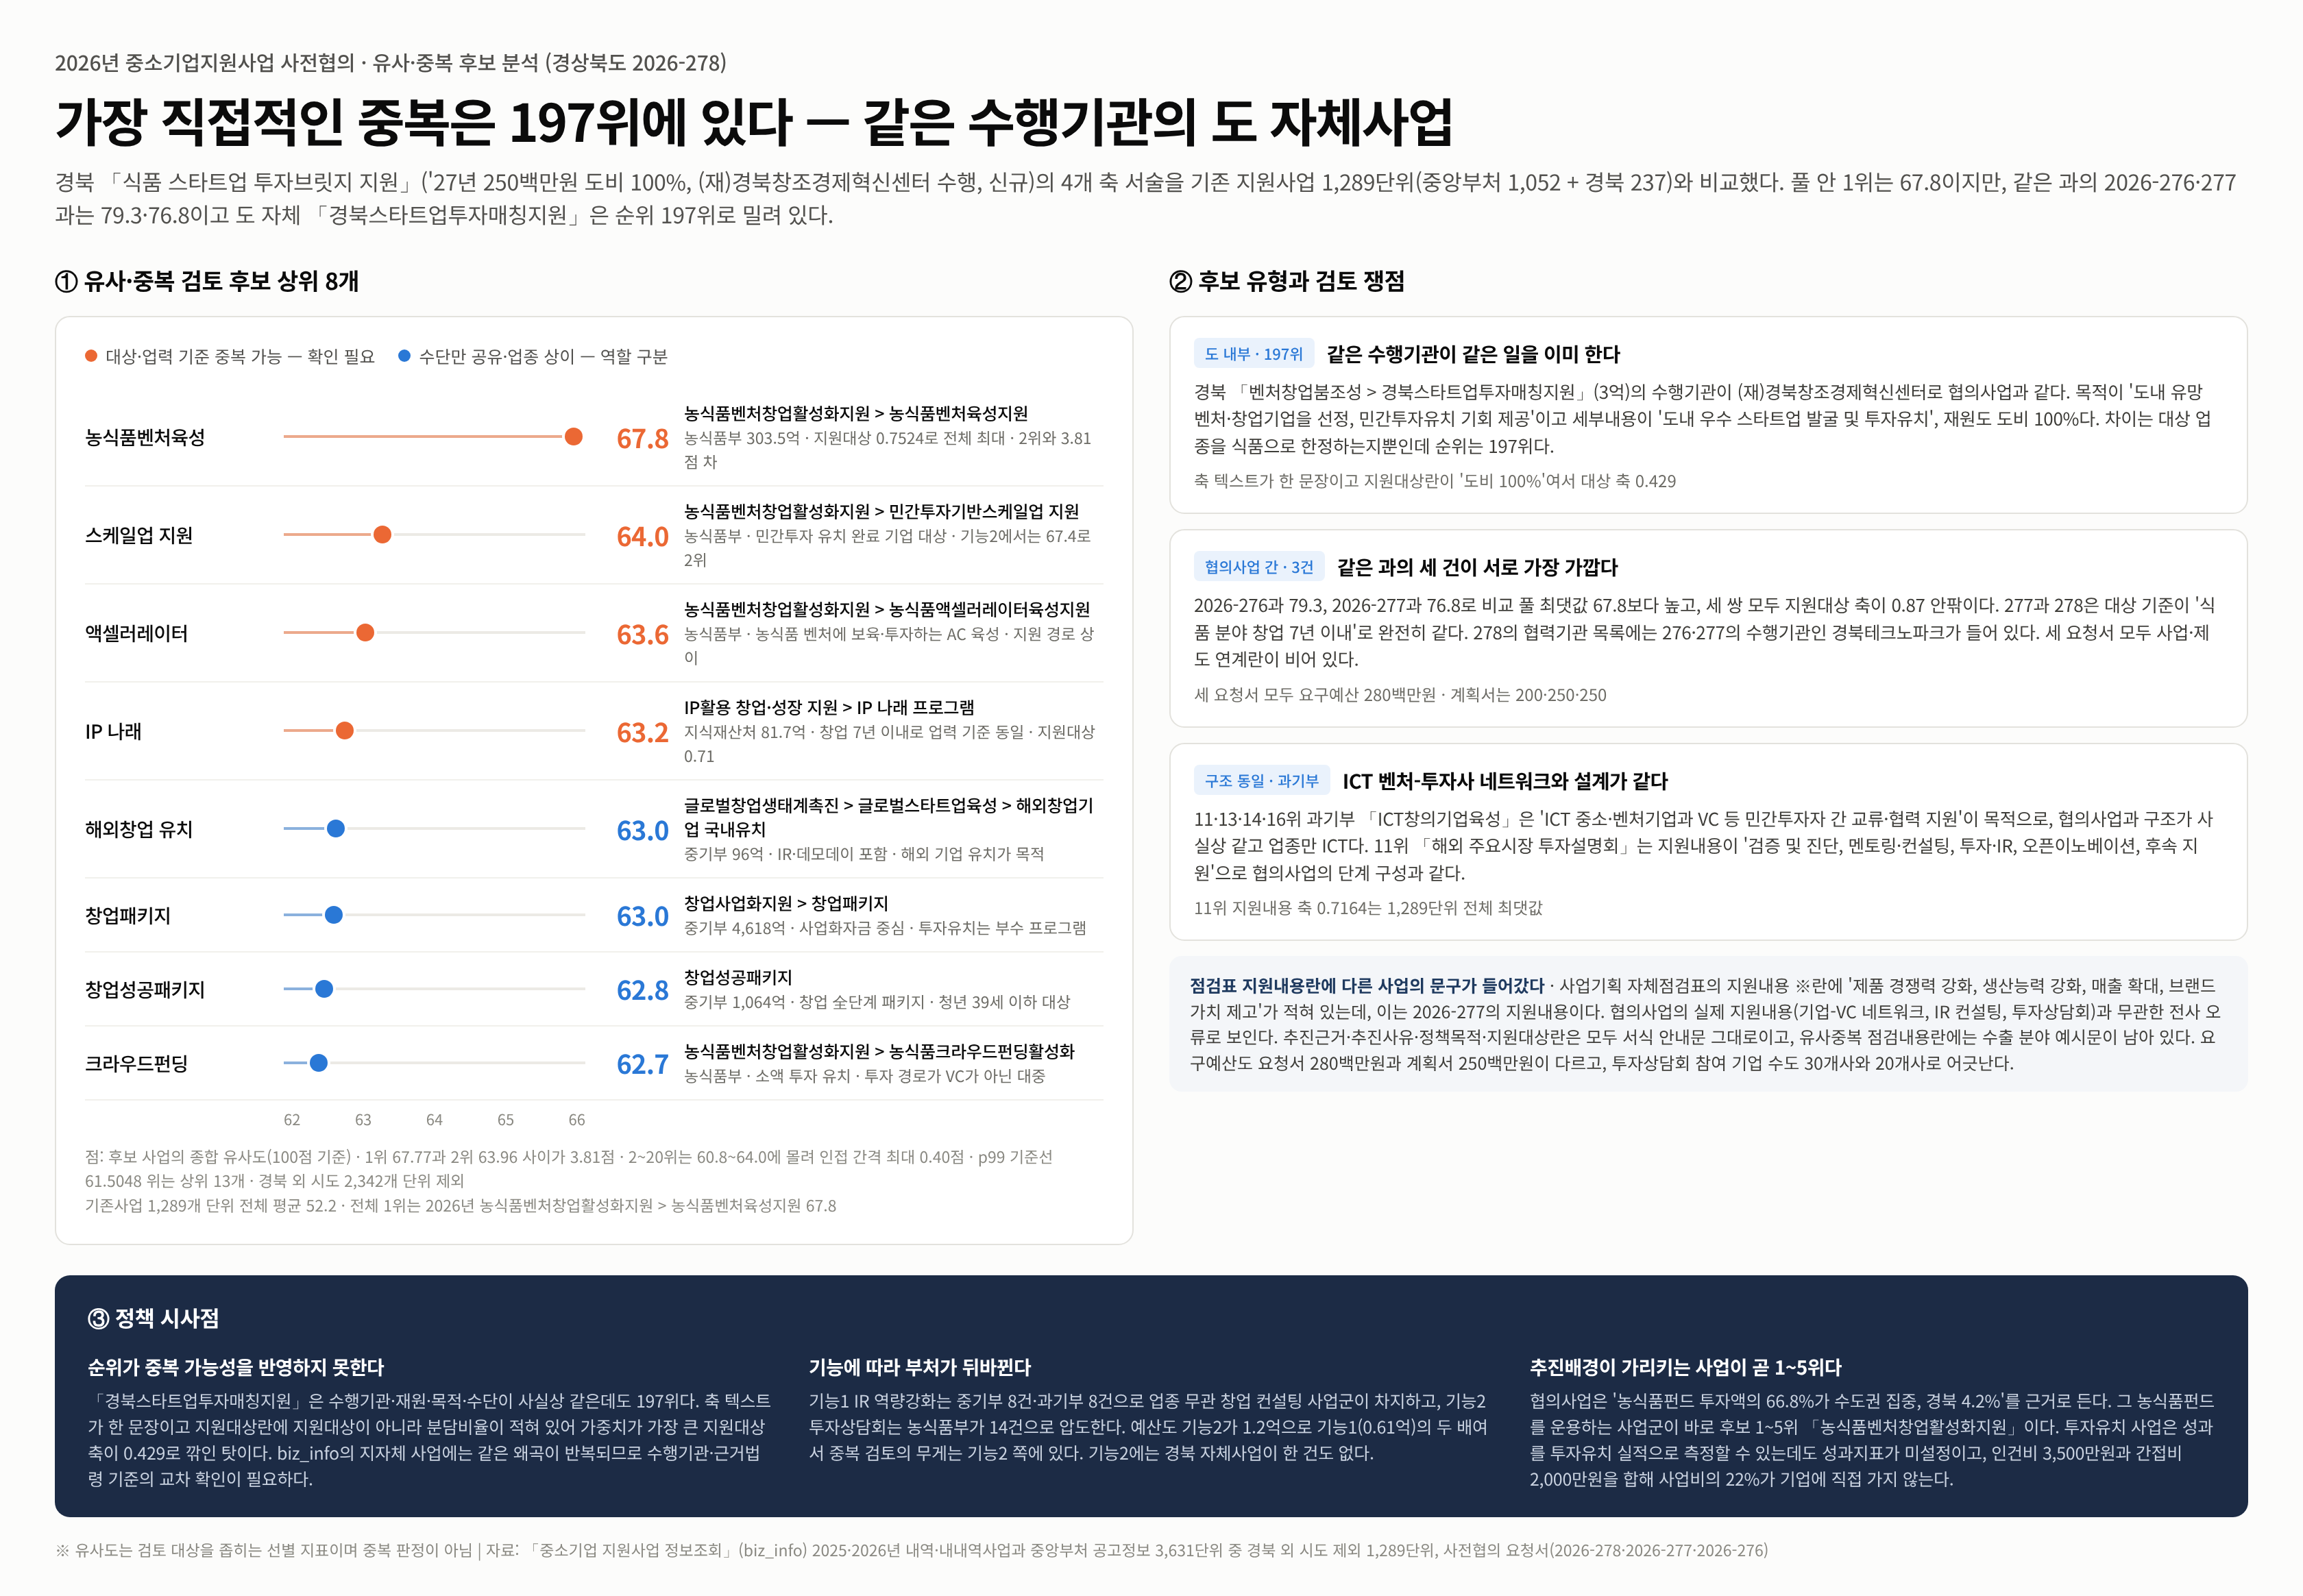 2026년 중소기업지원사업 사전협의 · 유사·중복 후보 분석 (경상북도 2026-278)
가장 직접적인 중복은 197위에 있다 — 같은 수행기관의 도 자체사업
경북 「식품 스타트업 투자브릿지 지원」('27년 250백만원 도비 100%, (재)경북창조경제혁신센터 수행, 신규)의 4개 축 서술을 기존 지원사업 1,289단위(중앙부처 1,052 + 경북 237)와 비교했다. 풀 안 1위는 67.8이지만, 같은 과의 2026-276·277
과는 79.3·76.8이고 도 자체 「경북스타트업투자매칭지원」은 순위 197위로 밀려 있다.
① 유사·중복 검토 후보 상위 8개
대상·업력 기준 중복 가능 — 확인 필요
수단만 공유·업종 상이 — 역할 구분
농식품벤처육성
67.8
농식품벤처창업활성화지원 > 농식품벤처육성지원
농식품부 303.5억 · 지원대상 0.7524로 전체 최대 · 2위와 3.81
점 차
스케일업 지원
64.0
농식품벤처창업활성화지원 > 민간투자기반스케일업 지원
농식품부 · 민간투자 유치 완료 기업 대상 · 기능2에서는 67.4로
2위
액셀러레이터
63.6
농식품벤처창업활성화지원 > 농식품액셀러레이터육성지원
농식품부 · 농식품 벤처에 보육·투자하는 AC 육성 · 지원 경로 상
이
IP 나래
63.2
IP활용 창업·성장 지원 > IP 나래 프로그램
지식재산처 81.7억 · 창업 7년 이내로 업력 기준 동일 · 지원대상
0.71
해외창업 유치
63.0
글로벌창업생태계촉진 > 글로벌스타트업육성 > 해외창업기
업 국내유치
중기부 96억 · IR·데모데이 포함 · 해외 기업 유치가 목적
창업패키지
63.0
창업사업화지원 > 창업패키지
중기부 4,618억 · 사업화자금 중심 · 투자유치는 부수 프로그램
창업성공패키지
62.8
창업성공패키지
중기부 1,064억 · 창업 全단계 패키지 · 청년 39세 이하 대상
크라우드펀딩
62.7
농식품벤처창업활성화지원 > 농식품크라우드펀딩활성화
농식품부 · 소액 투자 유치 · 투자 경로가 VC가 아닌 대중
62 63 64 65 66
점: 후보 사업의 종합 유사도(100점 기준) · 1위 67.77과 2위 63.96 사이가 3.81점 · 2~20위는 60.8~64.0에 몰려 인접 간격 최대 0.40점 · p99 기준선
61.5048 위는 상위 13개 · 경북 외 시도 2,342개 단위 제외
기존사업 1,289개 단위 전체 평균 52.2 · 전체 1위는 2026년 농식품벤처창업활성화지원 > 농식품벤처육성지원 67.8
② 후보 유형과 검토 쟁점
도 내부 · 197위 같은 수행기관이 같은 일을 이미 한다
경북 「벤처창업붐조성 > 경북스타트업투자매칭지원」(3억)의 수행기관이 (재)경북창조경제혁신센터로 협의사업과 같다. 목적이 '도내 유망
벤처·창업기업을 선정, 민간투자유치 기회 제공'이고 세부내용이 '도내 우수 스타트업 발굴 및 투자유치', 재원도 도비 100%다. 차이는 대상 업
종을 식품으로 한정하는지뿐인데 순위는 197위다.
축 텍스트가 한 문장이고 지원대상란이 '도비 100%'여서 대상 축 0.429
협의사업 간 · 3건 같은 과의 세 건이 서로 가장 가깝다
2026-276과 79.3, 2026-277과 76.8로 비교 풀 최댓값 67.8보다 높고, 세 쌍 모두 지원대상 축이 0.87 안팎이다. 277과 278은 대상 기준이 '식
품 분야 창업 7년 이내'로 완전히 같다. 278의 협력기관 목록에는 276·277의 수행기관인 경북테크노파크가 들어 있다. 세 요청서 모두 사업·제
도 연계란이 비어 있다.
세 요청서 모두 요구예산 280백만원 · 계획서는 200·250·250
구조 동일 · 과기부 ICT 벤처-투자사 네트워크와 설계가 같다
11·13·14·16위 과기부 「ICT창의기업육성」은 'ICT 중소·벤처기업과 VC 등 민간투자자 간 교류·협력 지원'이 목적으로, 협의사업과 구조가 사
실상 같고 업종만 ICT다. 11위 「해외 주요시장 투자설명회」는 지원내용이 '검증 및 진단, 멘토링·컨설팅, 투자·IR, 오픈이노베이션, 후속 지
원'으로 협의사업의 단계 구성과 같다.
11위 지원내용 축 0.7164는 1,289단위 전체 최댓값
점검표 지원내용란에 다른 사업의 문구가 들어갔다 · 사업기획 자체점검표의 지원내용 ※란에 '제품 경쟁력 강화, 생산능력 강화, 매출 확대, 브랜드
가치 제고'가 적혀 있는데, 이는 2026-277의 지원내용이다. 협의사업의 실제 지원내용(기업-VC 네트워크, IR 컨설팅, 투자상담회)과 무관한 전사 오
류로 보인다. 추진근거·추진사유·정책목적·지원대상란은 모두 서식 안내문 그대로이고, 유사중복 점검내용란에는 수출 분야 예시문이 남아 있다. 요
구예산도 요청서 280백만원과 계획서 250백만원이 다르고, 투자상담회 참여 기업 수도 30개사와 20개사로 어긋난다.
③ 정책 시사점
순위가 중복 가능성을 반영하지 못한다
「경북스타트업투자매칭지원」은 수행기관·재원·목적·수단이 사실상 같은데도 197위다. 축 텍스트
가 한 문장이고 지원대상란에 지원대상이 아니라 분담비율이 적혀 있어 가중치가 가장 큰 지원대상
축이 0.429로 깎인 탓이다. biz_info의 지자체 사업에는 같은 왜곡이 반복되므로 수행기관·근거법
령 기준의 교차 확인이 필요하다.
기능에 따라 부처가 뒤바뀐다
기능1 IR 역량강화는 중기부 8건·과기부 8건으로 업종 무관 창업 컨설팅 사업군이 차지하고, 기능2
투자상담회는 농식품부가 14건으로 압도한다. 예산도 기능2가 1.2억으로 기능1(0.61억)의 두 배여
서 중복 검토의 무게는 기능2 쪽에 있다. 기능2에는 경북 자체사업이 한 건도 없다.
추진배경이 가리키는 사업이 곧 1~5위다
협의사업은 '농식품펀드 투자액의 66.8%가 수도권 집중, 경북 4.2%'를 근거로 든다. 그 농식품펀드
를 운용하는 사업군이 바로 후보 1~5위 「농식품벤처창업활성화지원」이다. 투자유치 사업은 성과
를 투자유치 실적으로 측정할 수 있는데도 성과지표가 미설정이고, 인건비 3,500만원과 간접비
2,000만원을 합해 사업비의 22%가 기업에 직접 가지 않는다.
※ 유사도는 검토 대상을 좁히는 선별 지표이며 중복 판정이 아님 | 자료: 「중소기업 지원사업 정보조회」(biz_info) 2025·2026년 내역·내내역사업과 중앙부처 공고정보 3,631단위 중 경북 외 시도 제외 1,289단위, 사전협의 요청서(2026-278·2026-277·2026-276)